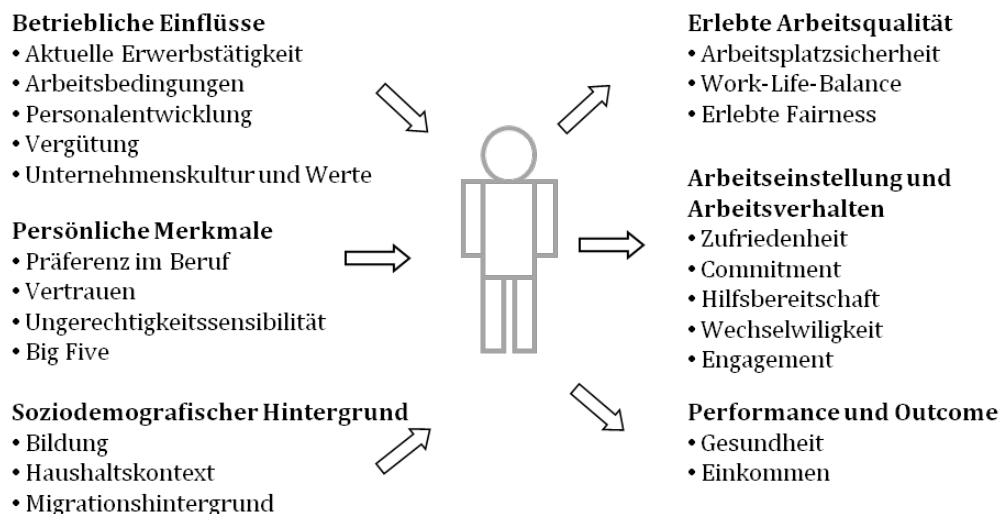 Betriebliche Einflüsse
• Aktuelle Erwerbstätigkeit
• Arbeitsbedingungen
• Personalentwicklung
• Vergütung
• Unternehmenskultur und Werte
Persönliche Merkmale
• Präferenz im Beruf
• Vertrauen
• Ungerechtigkeitssensibilität
• Big Five
Soziodemografischer Hintergrund
• Bildung
• Haushaltskontext
• Migrationshintergrund
Erlebte Arbeitsqualität
• Arbeitsplatzsicherheit
• Work-Life-Balance
• Erlebte Fairness
Arbeitseinstellung und
Arbeitsverhalten
• Zufriedenheit
• Commitment
• Hilfsbereitschaft
• Wechselwiligkeit
• Engagement
Performance und Outcome
• Gesundheit
• Einkommen